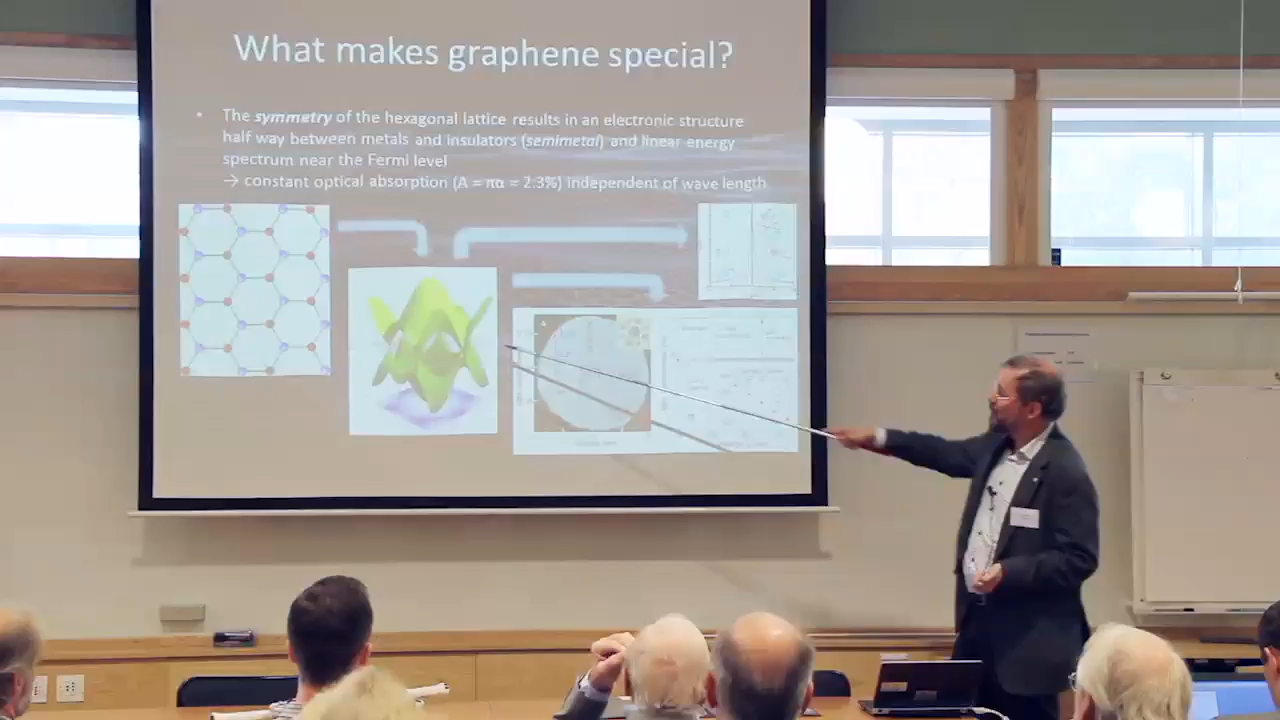 What makes graphene special?
• The symmetry of the hexagonal lattice results in an electronic structure
half way between metals and insulators (semimetal) and linear energy
spectrum near the Fermi level
→ constant optical absorption (A = πα = 2.3%) independent of wave length